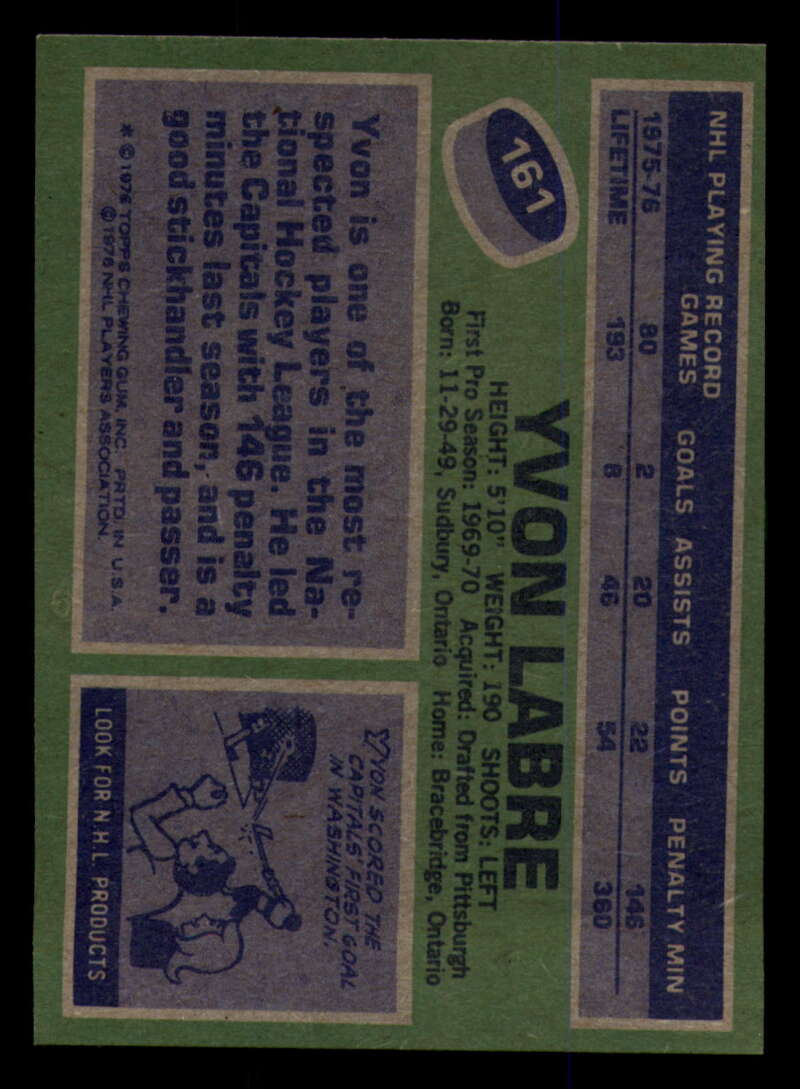 NHL PLAYING RECORD
GAMES GOALS ASSISTS POINTS PENALTY MIN
1975-76 80 2 20 22 146
LIFETIME 193 8 46 54 360
161
YVON LABRE
HEIGHT: 5'10" WEIGHT: 190 SHOOTS: LEFT
First Pro Season: 1969-70 Acquired: Drafted from Pittsburgh
Born: 11-29-49, Sudbury, Ontario Home: Bracebridge, Ontario
Yvon is one of the most re-
spected players in the Na-
tional Hockey League. He led
the Capitals with 146 penalty
minutes last season, and is a
good stickhandler and passer.
* © 1976 TOPPS CHEWING GUM, INC. PRTD. IN U.S.A.
© 1976 NHL PLAYERS ASSOCIATION.
YVON SCORED THE
CAPITALS' FIRST GOAL
IN WASHINGTON.
LOOK FOR N.H.L. PRODUCTS